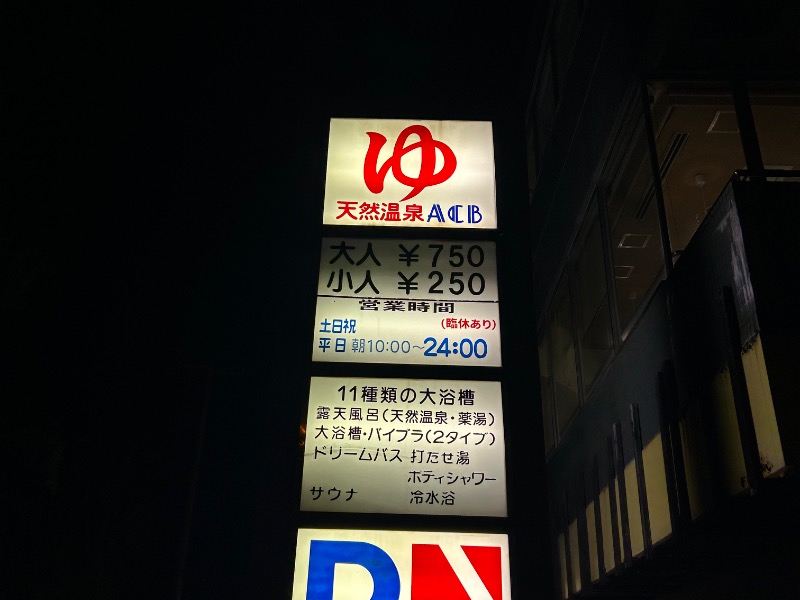 ゆ
天然温泉ACB
大人 ¥750
小人 ¥250
営業時間
土日祝 (臨休あり)
平日 朝10:00～24:00
11種類の大浴槽
露天風呂(天然温泉・薬湯)
大浴槽・バイブラ(2タイプ)
ドリームバス 打たせ湯
ボディシャワー
サウナ 冷水浴